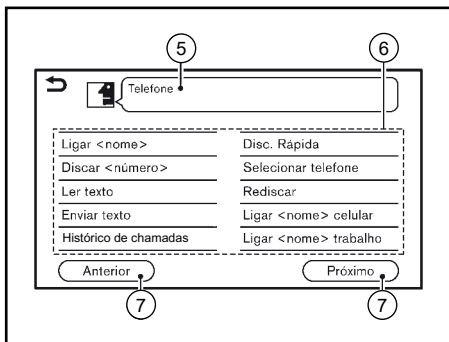 5 6
Telefone
Ligar <nome> Disc. Rápida
Discar <número> Selecionar telefone
Ler texto Rediscar
Enviar texto Ligar <nome> celular
Histórico de chamadas Ligar <nome> trabalho
Anterior Próximo
7 7